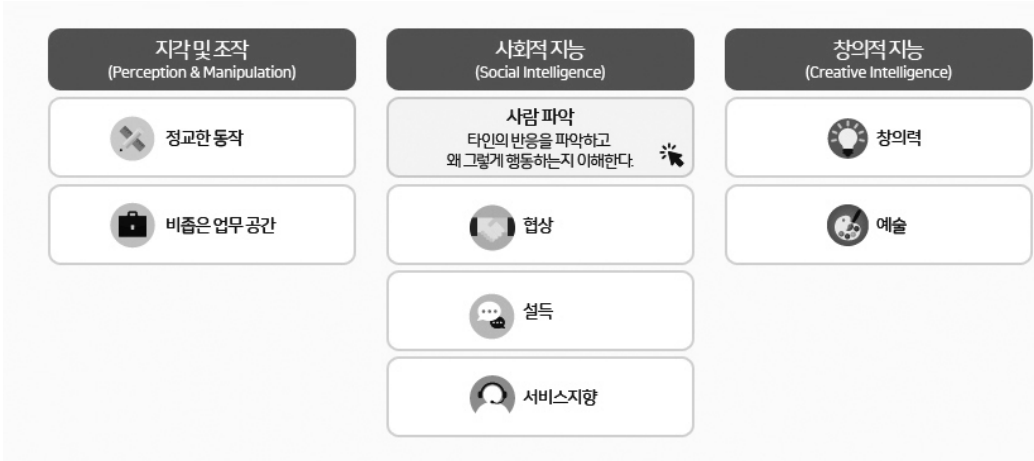 지각 및 조작
(Perception & Manipulation)
정교한 동작
비좁은 업무 공간
사회적 지능
(Social Intelligence)
사람 파악
타인의 반응을 파악하고
왜 그렇게 행동하는지 이해한다.
협상
설득
서비스지향
창의적 지능
(Creative Intelligence)
창의력
예술